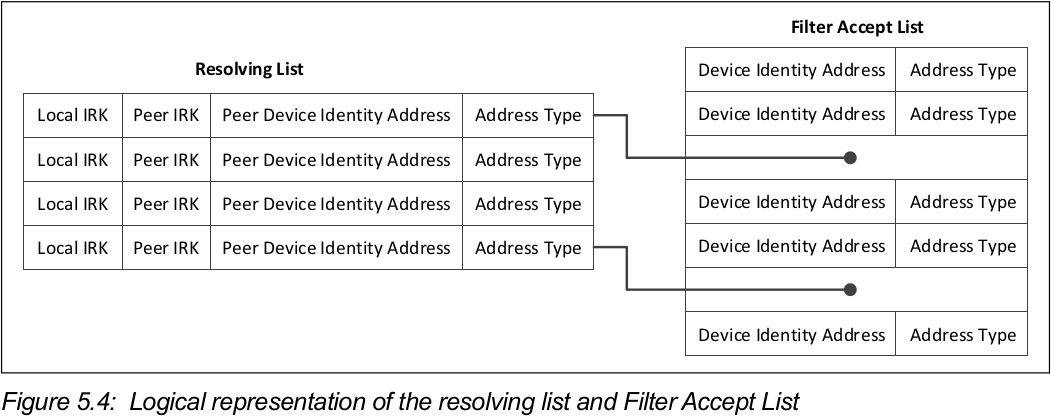 Filter Accept List
Device Identity Address Address Type
Device Identity Address Address Type
Device Identity Address Address Type
Device Identity Address Address Type
Device Identity Address Address Type
Resolving List
Local IRK Peer IRK Peer Device Identity Address Address Type
Local IRK Peer IRK Peer Device Identity Address Address Type
Local IRK Peer IRK Peer Device Identity Address Address Type
Local IRK Peer IRK Peer Device Identity Address Address Type
Figure 5.4: Logical representation of the resolving list and Filter Accept List